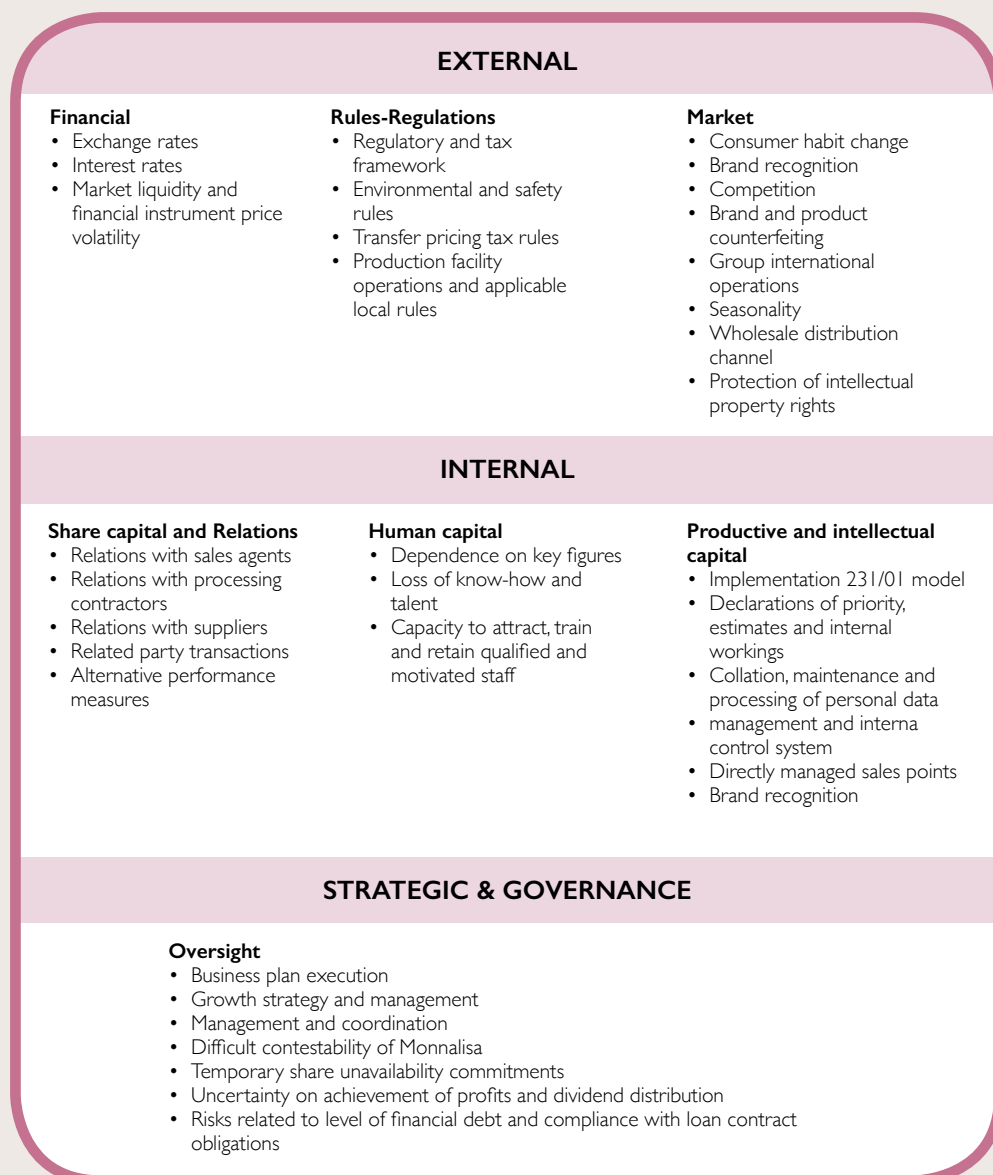 EXTERNAL
Financial
• Exchange rates
• Interest rates
• Market liquidity and
financial instrument price
volatility
Rules-Regulations
• Regulatory and tax
framework
• Environmental and safety
rules
• Transfer pricing tax rules
• Production facility
operations and applicable
local rules
Market
• Consumer habit change
• Brand recognition
• Competition
• Brand and product
counterfeiting
• Group international
operations
• Seasonality
• Wholesale distribution
channel
• Protection of intellectual
property rights
INTERNAL
Share capital and Relations
• Relations with sales agents
• Relations with processing
contractors
• Relations with suppliers
• Related party transactions
• Alternative performance
measures
Human capital
• Dependence on key figures
• Loss of know-how and
talent
• Capacity to attract, train
and retain qualified and
motivated staff
Productive and intellectual
capital
• Implementation 231/01 model
• Declarations of priority,
estimates and internal
workings
• Collation, maintenance and
processing of personal data
• management and interna
control system
• Directly managed sales points
• Brand recognition
STRATEGIC & GOVERNANCE
Oversight
• Business plan execution
• Growth strategy and management
• Management and coordination
• Difficult contestability of Monnalisa
• Temporary share unavailability commitments
• Uncertainty on achievement of profits and dividend distribution
• Risks related to level of financial debt and compliance with loan contract
obligations